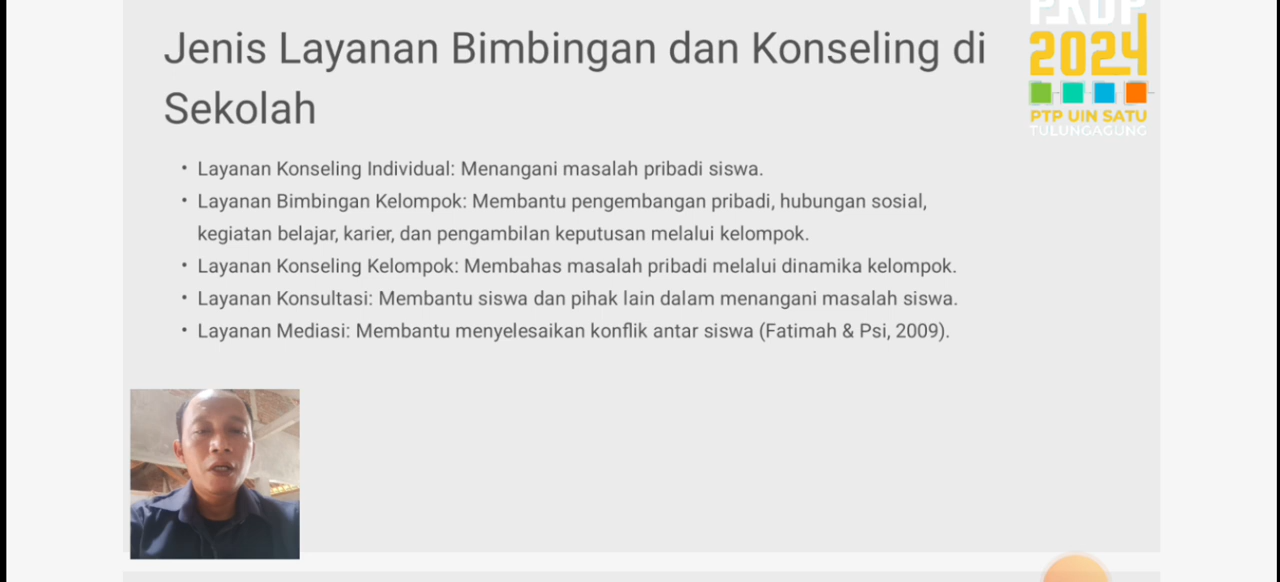 Jenis Layanan Bimbingan dan Konseling di
Sekolah
PKDP
2024
PTP UIN SATU
TULUNGAGUNG
• Layanan Konseling Individual: Menangani masalah pribadi siswa.
• Layanan Bimbingan Kelompok: Membantu pengembangan pribadi, hubungan sosial,
kegiatan belajar, karier, dan pengambilan keputusan melalui kelompok.
• Layanan Konseling Kelompok: Membahas masalah pribadi melalui dinamika kelompok.
• Layanan Konsultasi: Membantu siswa dan pihak lain dalam menangani masalah siswa.
• Layanan Mediasi: Membantu menyelesaikan konflik antar siswa (Fatimah & Psi, 2009).